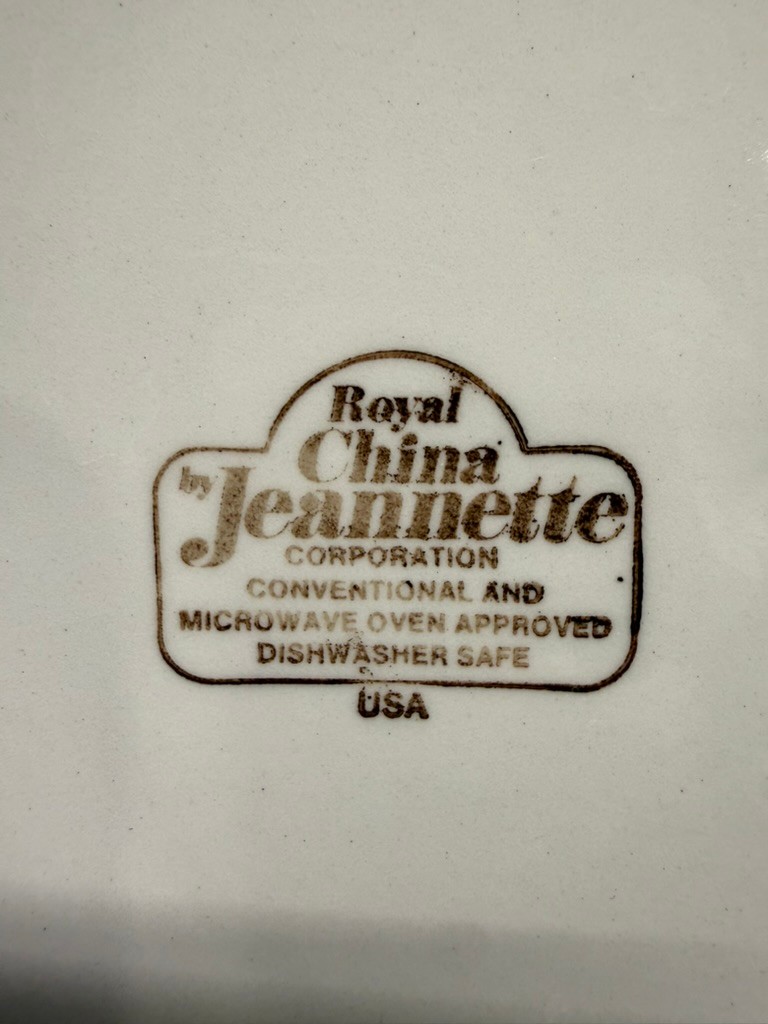 Royal
China
by Jeannette
CORPORATION
CONVENTIONAL AND
MICROWAVE OVEN APPROVED
DISHWASHER SAFE
USA